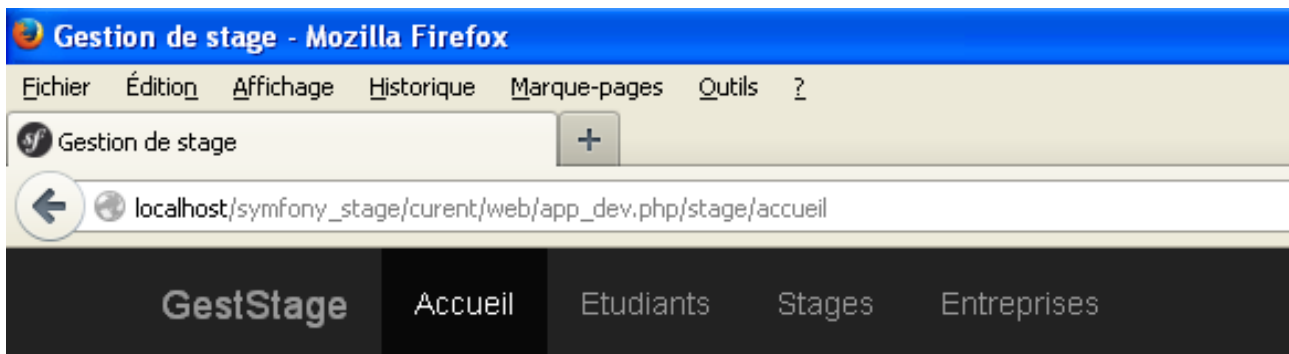 Gestion de stage - Mozilla Firefox
Fichier Édition Affichage Historique Marque-pages Outils ?
sf Gestion de stage +
localhost/symfony_stage/curent/web/app_dev.php/stage/accueil
GestStage Accueil Etudiants Stages Entreprises